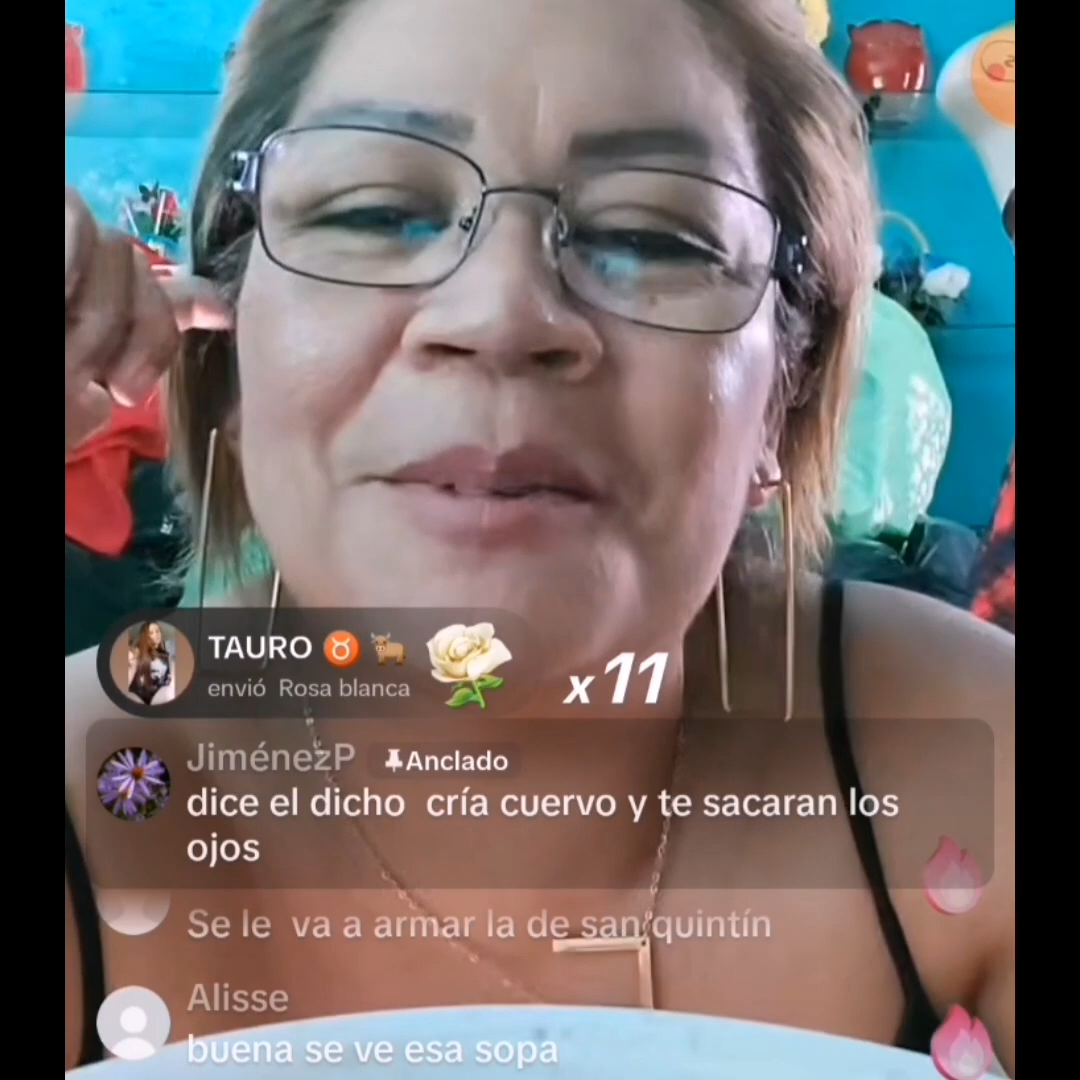 TAURO ♉ 🐂
envió Rosa blanca
x11
JiménezP Anclado
dice el dicho cría cuervo y te sacaran los
ojos
Se le va a armar la de san quintín
Alisse
buena se ve esa sopa